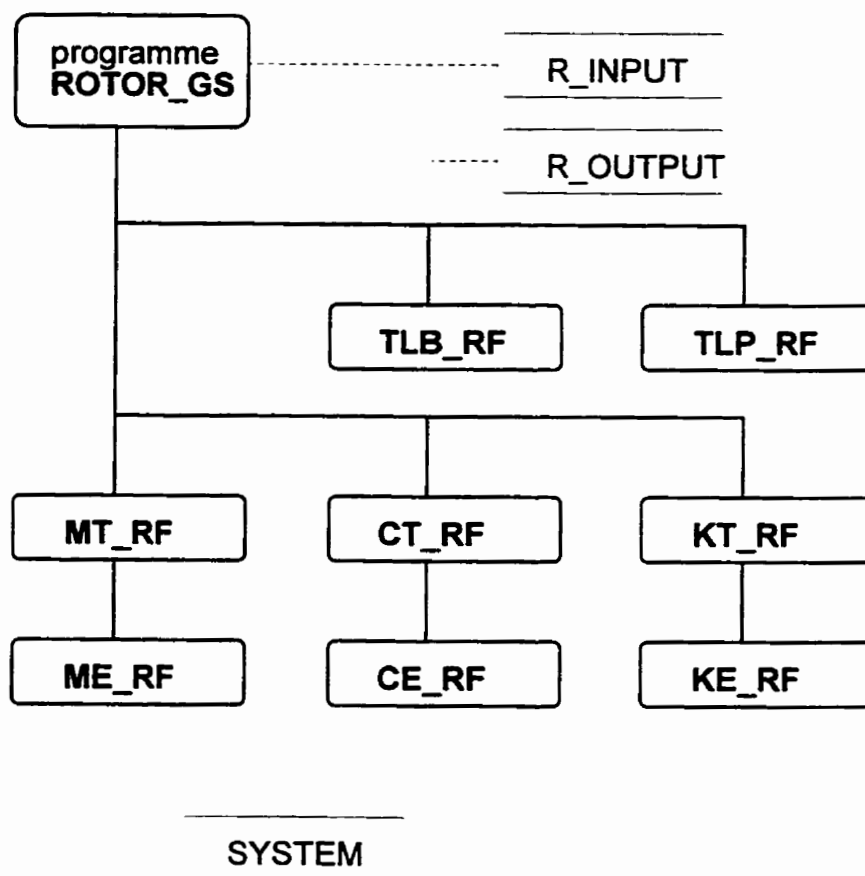 programme
ROTOR_GS
R_INPUT
R_OUTPUT
TLB_RF
TLP_RF
MT_RF
CT_RF
KT_RF
ME_RF
CE_RF
KE_RF
SYSTEM